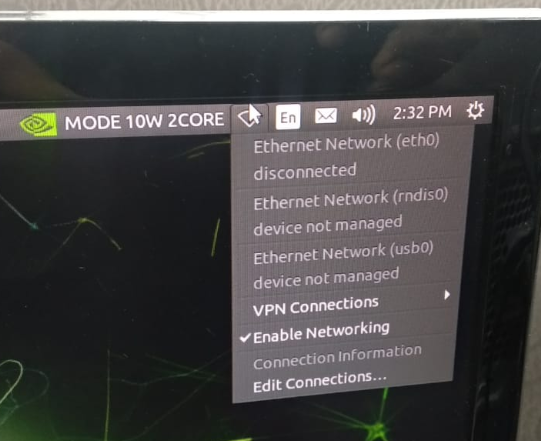 MODE 10W 2CORE En 2:32 PM
Ethernet Network (eth0)
disconnected
Ethernet Network (rndis0)
device not managed
Ethernet Network (usb0)
device not managed
VPN Connections
Enable Networking
Connection Information
Edit Connections...